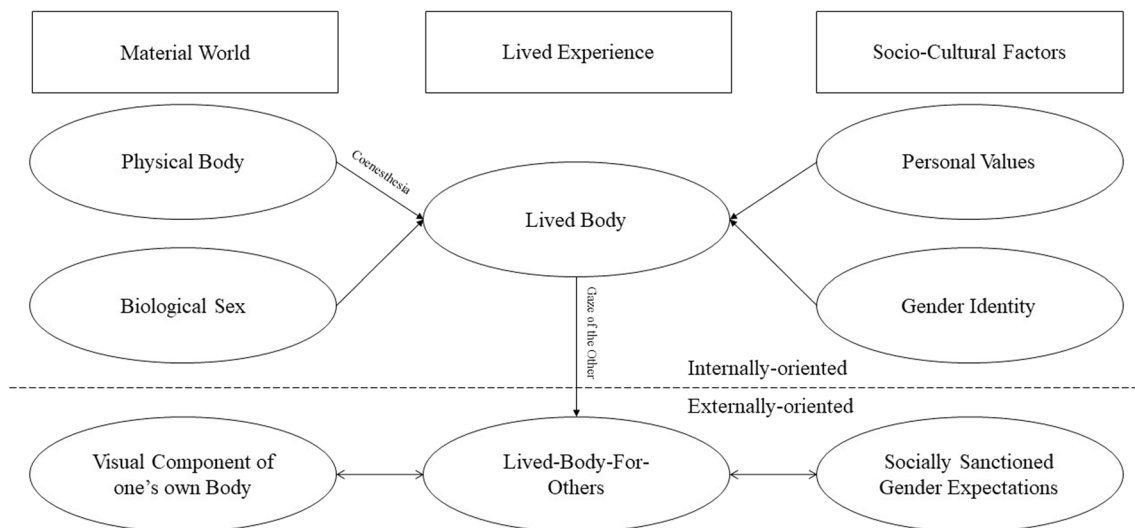 Material World
Lived Experience
Socio-Cultural Factors
Physical Body
Coenesthesia
Personal Values
Lived Body
Biological Sex
Gaze of the Other
Gender Identity
Internally-oriented
Externally-oriented
Visual Component of
one’s own Body
Lived-Body-For-
Others
Socially Sanctioned
Gender Expectations